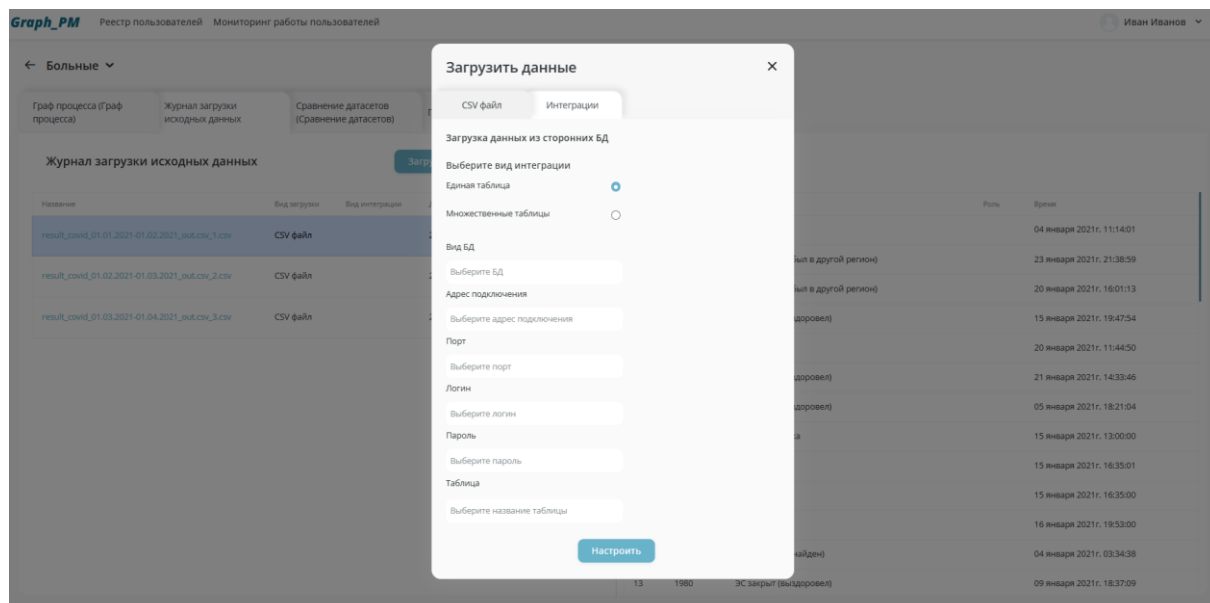 Graph_PM Реестр пользователей Мониторинг работы пользователей Иван Иванов
Больные
Граф процесса (Граф процесса)
Журнал загрузки исходных данных
Сравнение датасетов (Сравнение датасетов)
Журнал загрузки исходных данных
Название Вид загрузки Вид интеграции
result_covid_01.01.2021-01.02.2021_out.csv_1.csv CSV файл
result_covid_01.02.2021-01.03.2021_out.csv_2.csv CSV файл
result_covid_01.03.2021-01.04.2021_out.csv_3.csv CSV файл
Загрузить данные
CSV файл Интеграции
Загрузка данных из сторонних БД
Выберите вид интеграции
Единая таблица
Множественные таблицы
Вид БД
Выберите БД
Адрес подключения
Выберите адрес подключения
Порт
Выберите порт
Логин
Выберите логин
Пароль
Выберите пароль
Таблица
Выберите название таблицы
Настроить
Роль Время
04 января 2021г. 11:14:01
был в другой регион) 23 января 2021г. 21:38:59
был в другой регион) 20 января 2021г. 16:01:13
здоровел) 15 января 2021г. 19:47:54
20 января 2021г. 11:44:50
здоровел) 21 января 2021г. 14:33:46
здоровел) 05 января 2021г. 18:21:04
15 января 2021г. 13:00:00
15 января 2021г. 16:35:01
15 января 2021г. 16:35:00
16 января 2021г. 19:53:00
найден) 04 января 2021г. 03:34:38
13 1980 ЭС закрыт (выздоровел) 09 января 2021г. 18:37:09